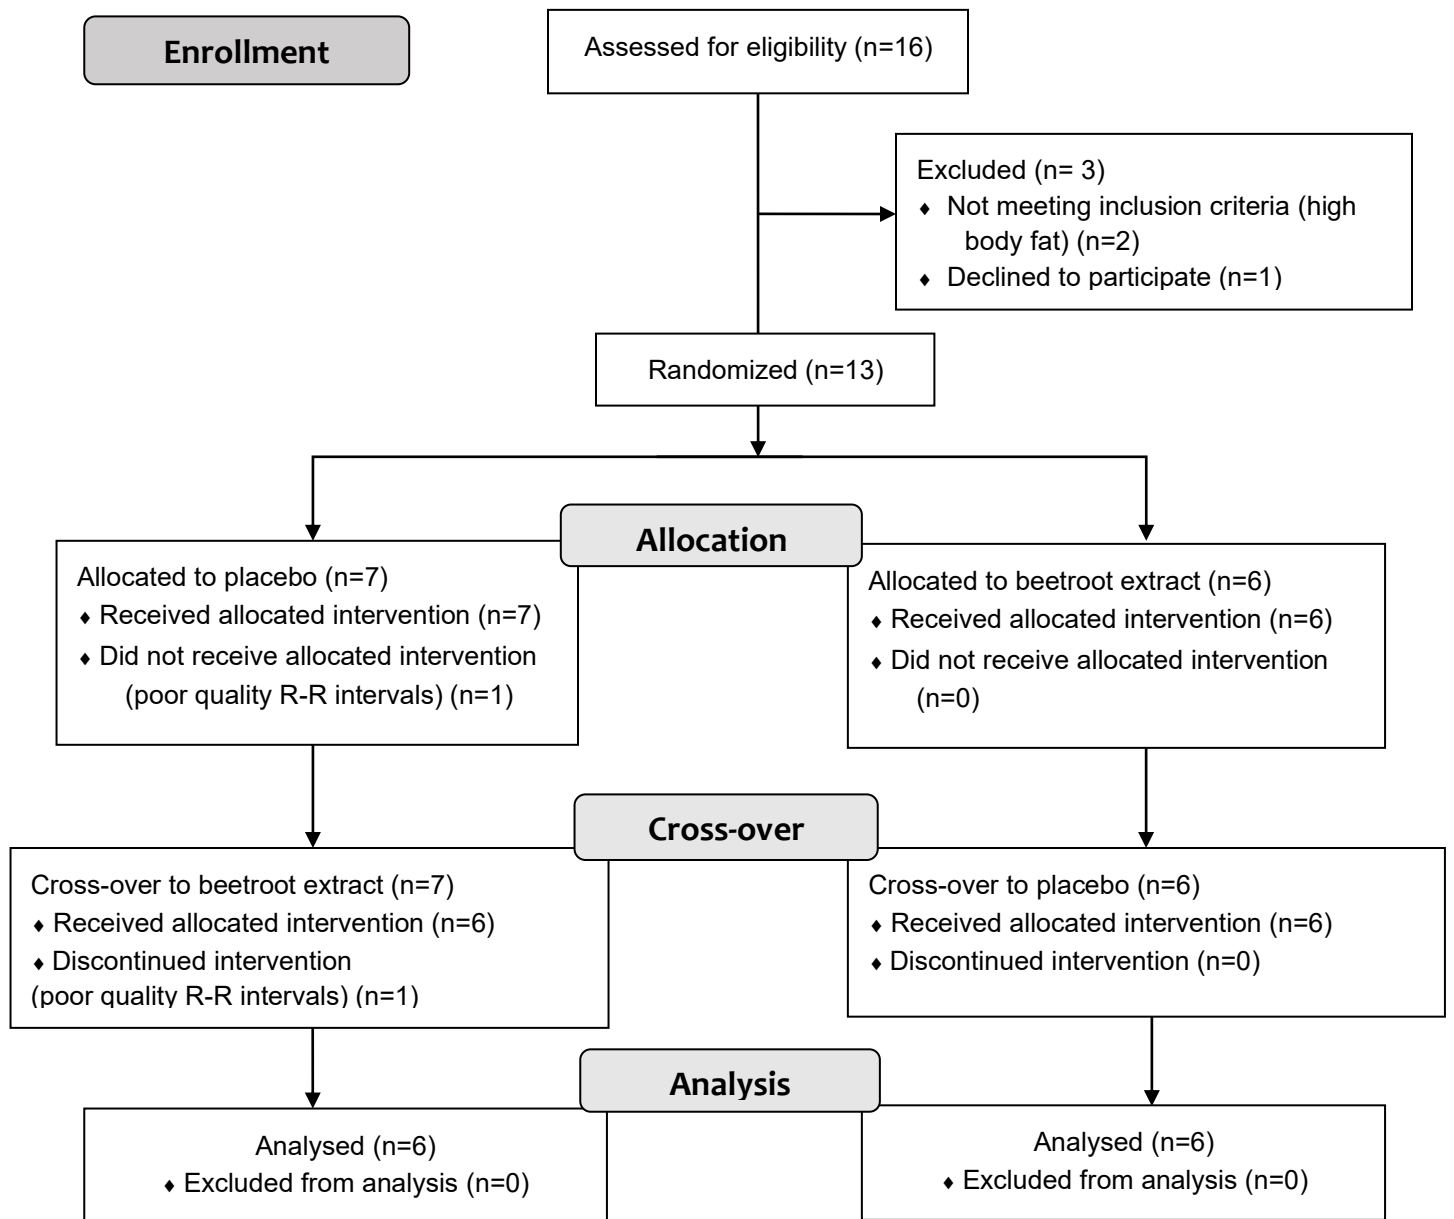 Enrollment
Assessed for eligibility (n=16)
Excluded (n= 3)
♦ Not meeting inclusion criteria (high
body fat) (n=2)
♦ Declined to participate (n=1)
Randomized (n=13)
Allocation
Allocated to placebo (n=7)
♦ Received allocated intervention (n=7)
♦ Did not receive allocated intervention
(poor quality R-R intervals) (n=1)
Allocated to beetroot extract (n=6)
♦ Received allocated intervention (n=6)
♦ Did not receive allocated intervention
(n=0)
Cross-over
Cross-over to beetroot extract (n=7)
♦ Received allocated intervention (n=6)
♦ Discontinued intervention
(poor quality R-R intervals) (n=1)
Cross-over to placebo (n=6)
♦ Received allocated intervention (n=6)
♦ Discontinued intervention (n=0)
Analysis
Analysed (n=6)
♦ Excluded from analysis (n=0)
Analysed (n=6)
♦ Excluded from analysis (n=0)